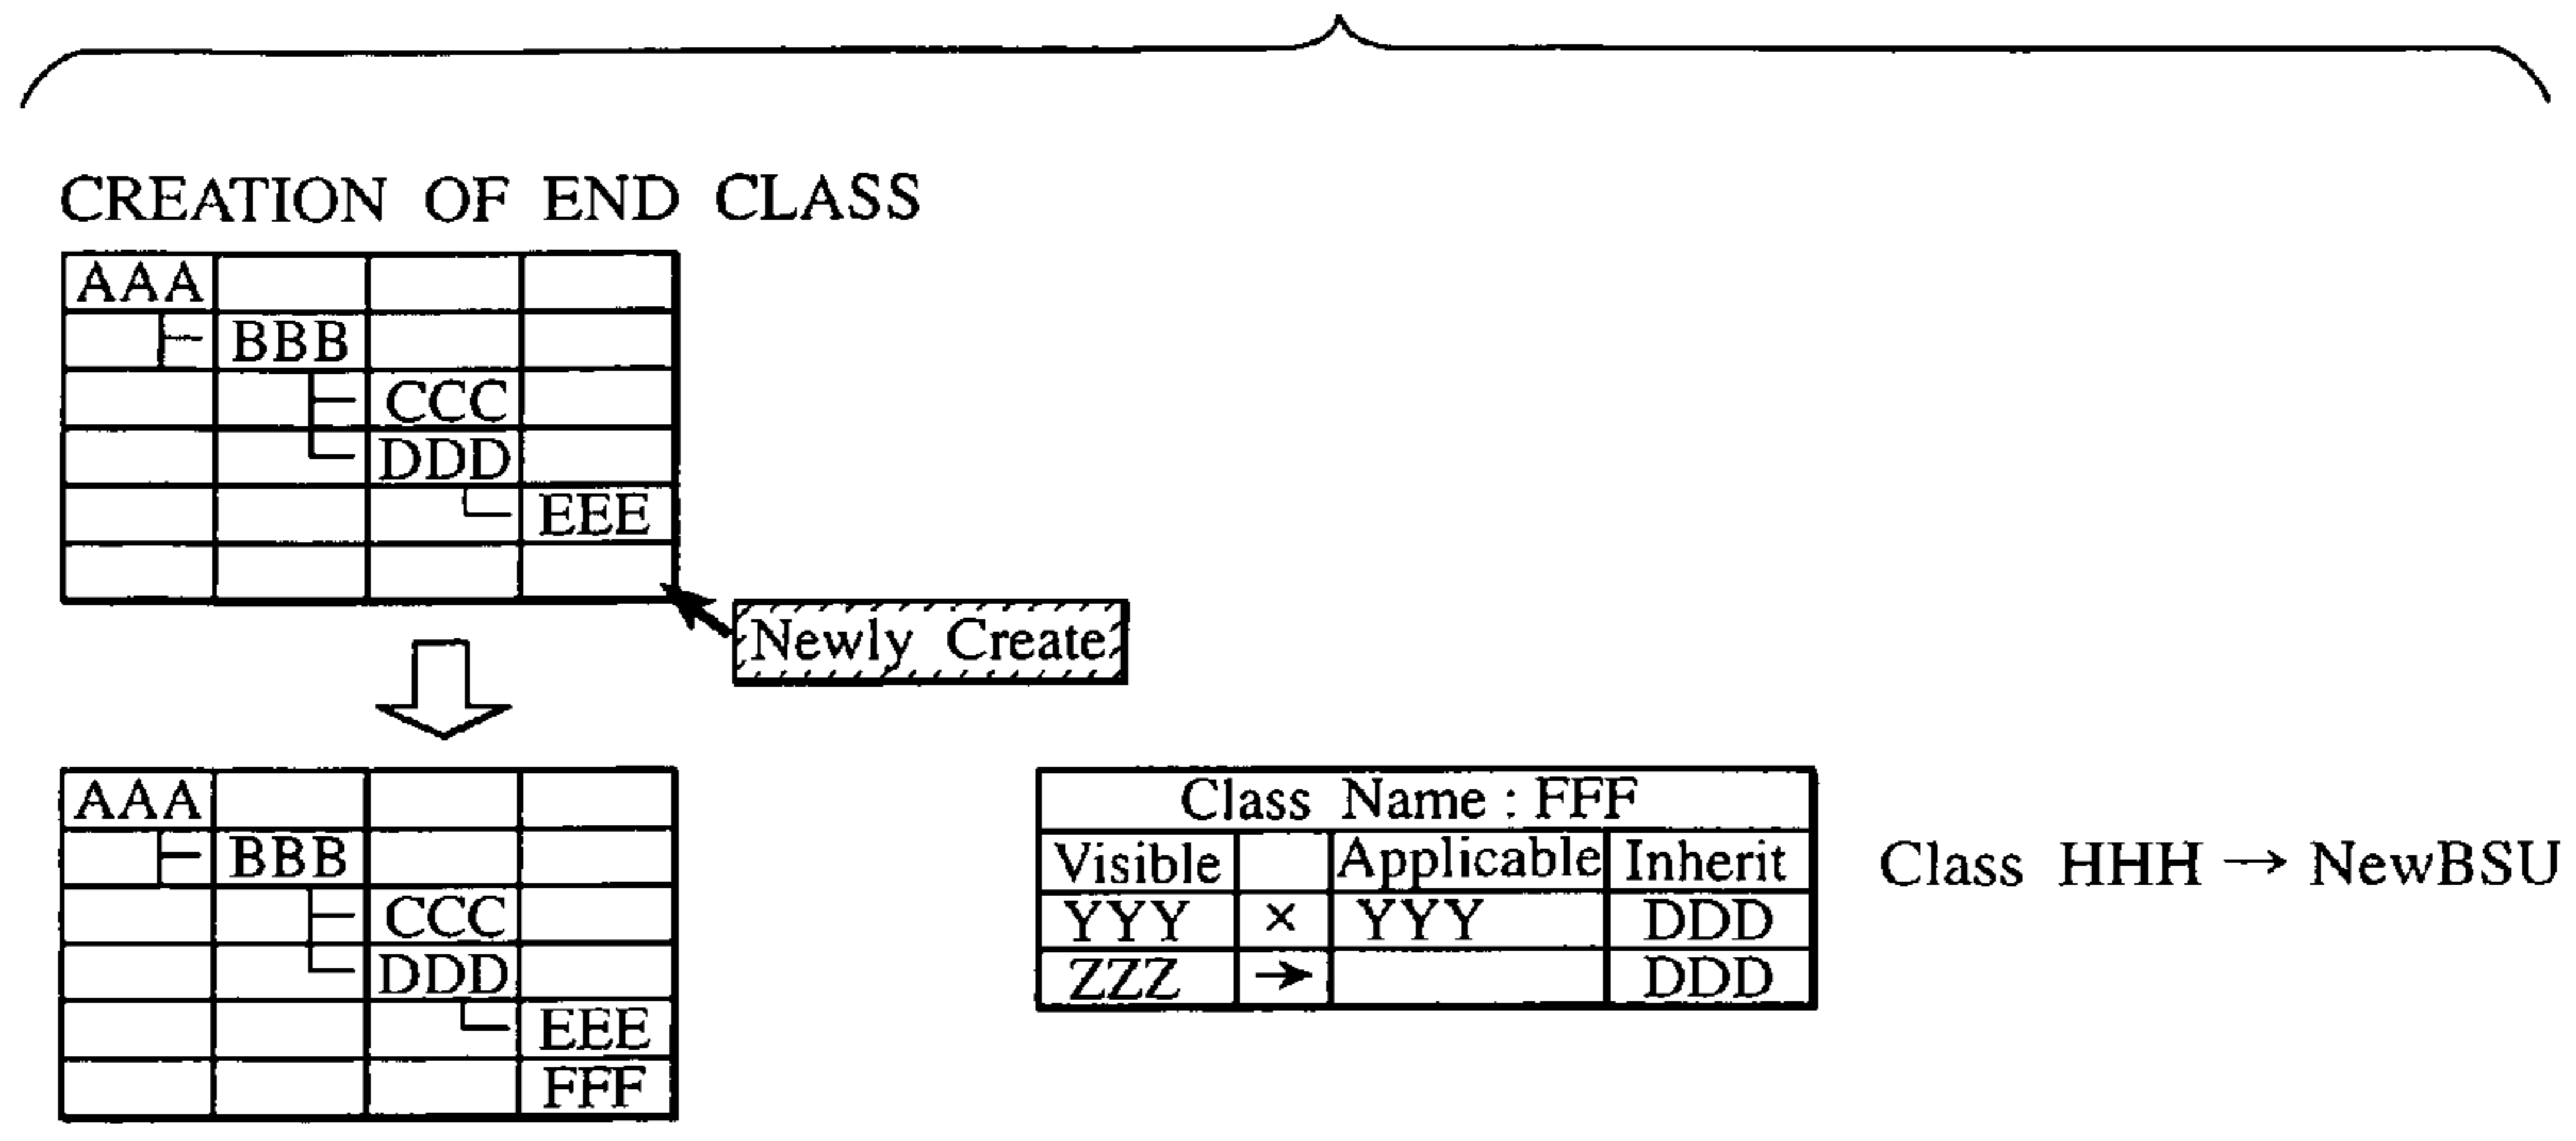 CREATION OF END CLASS
AAA
BBB
CCC
DDD
EEE
Newly Create
AAA
BBB
CCC
DDD
EEE
FFF
Class Name : FFF
Visible Applicable Inherit
YYY × YYY DDD
ZZZ → DDD
Class HHH → NewBSU